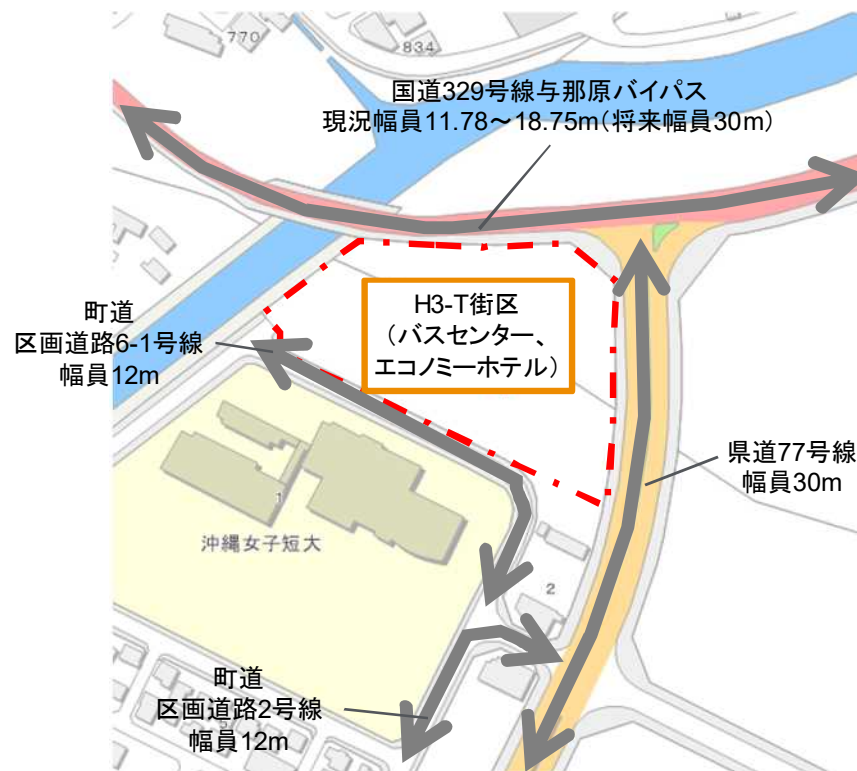 770
834
国道329号線与那原バイパス
現況幅員11.78～18.75m(将来幅員30m)
H3-T街区
（バスセンター、
エコノミーホテル）
町道
区画道路6-1号線
幅員12m
県道77号線
幅員30m
1
沖縄女子短大
2
町道
区画道路2号線
幅員12m